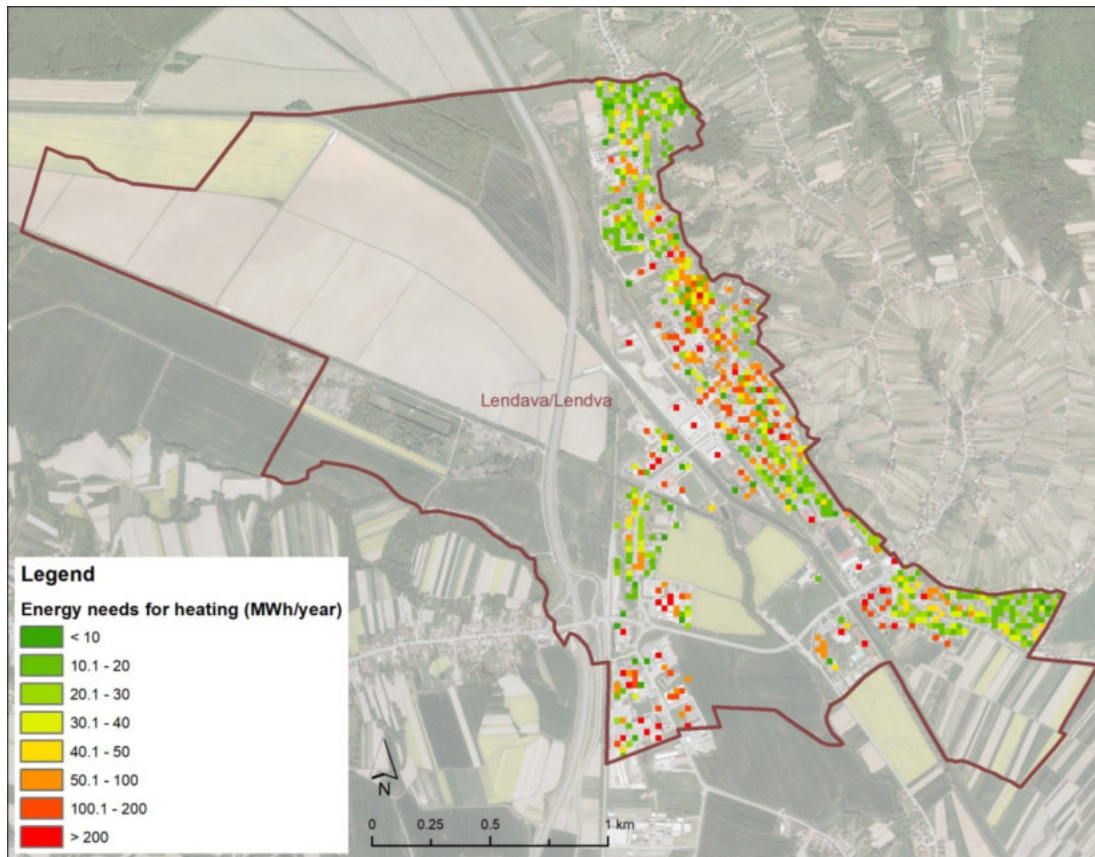 Lendava/Lendva
Legend
Energy needs for heating (MWh/year)
< 10
10.1 - 20
20.1 - 30
30.1 - 40
40.1 - 50
50.1 - 100
100.1 - 200
> 200
N
0 0.25 0.5 1 km